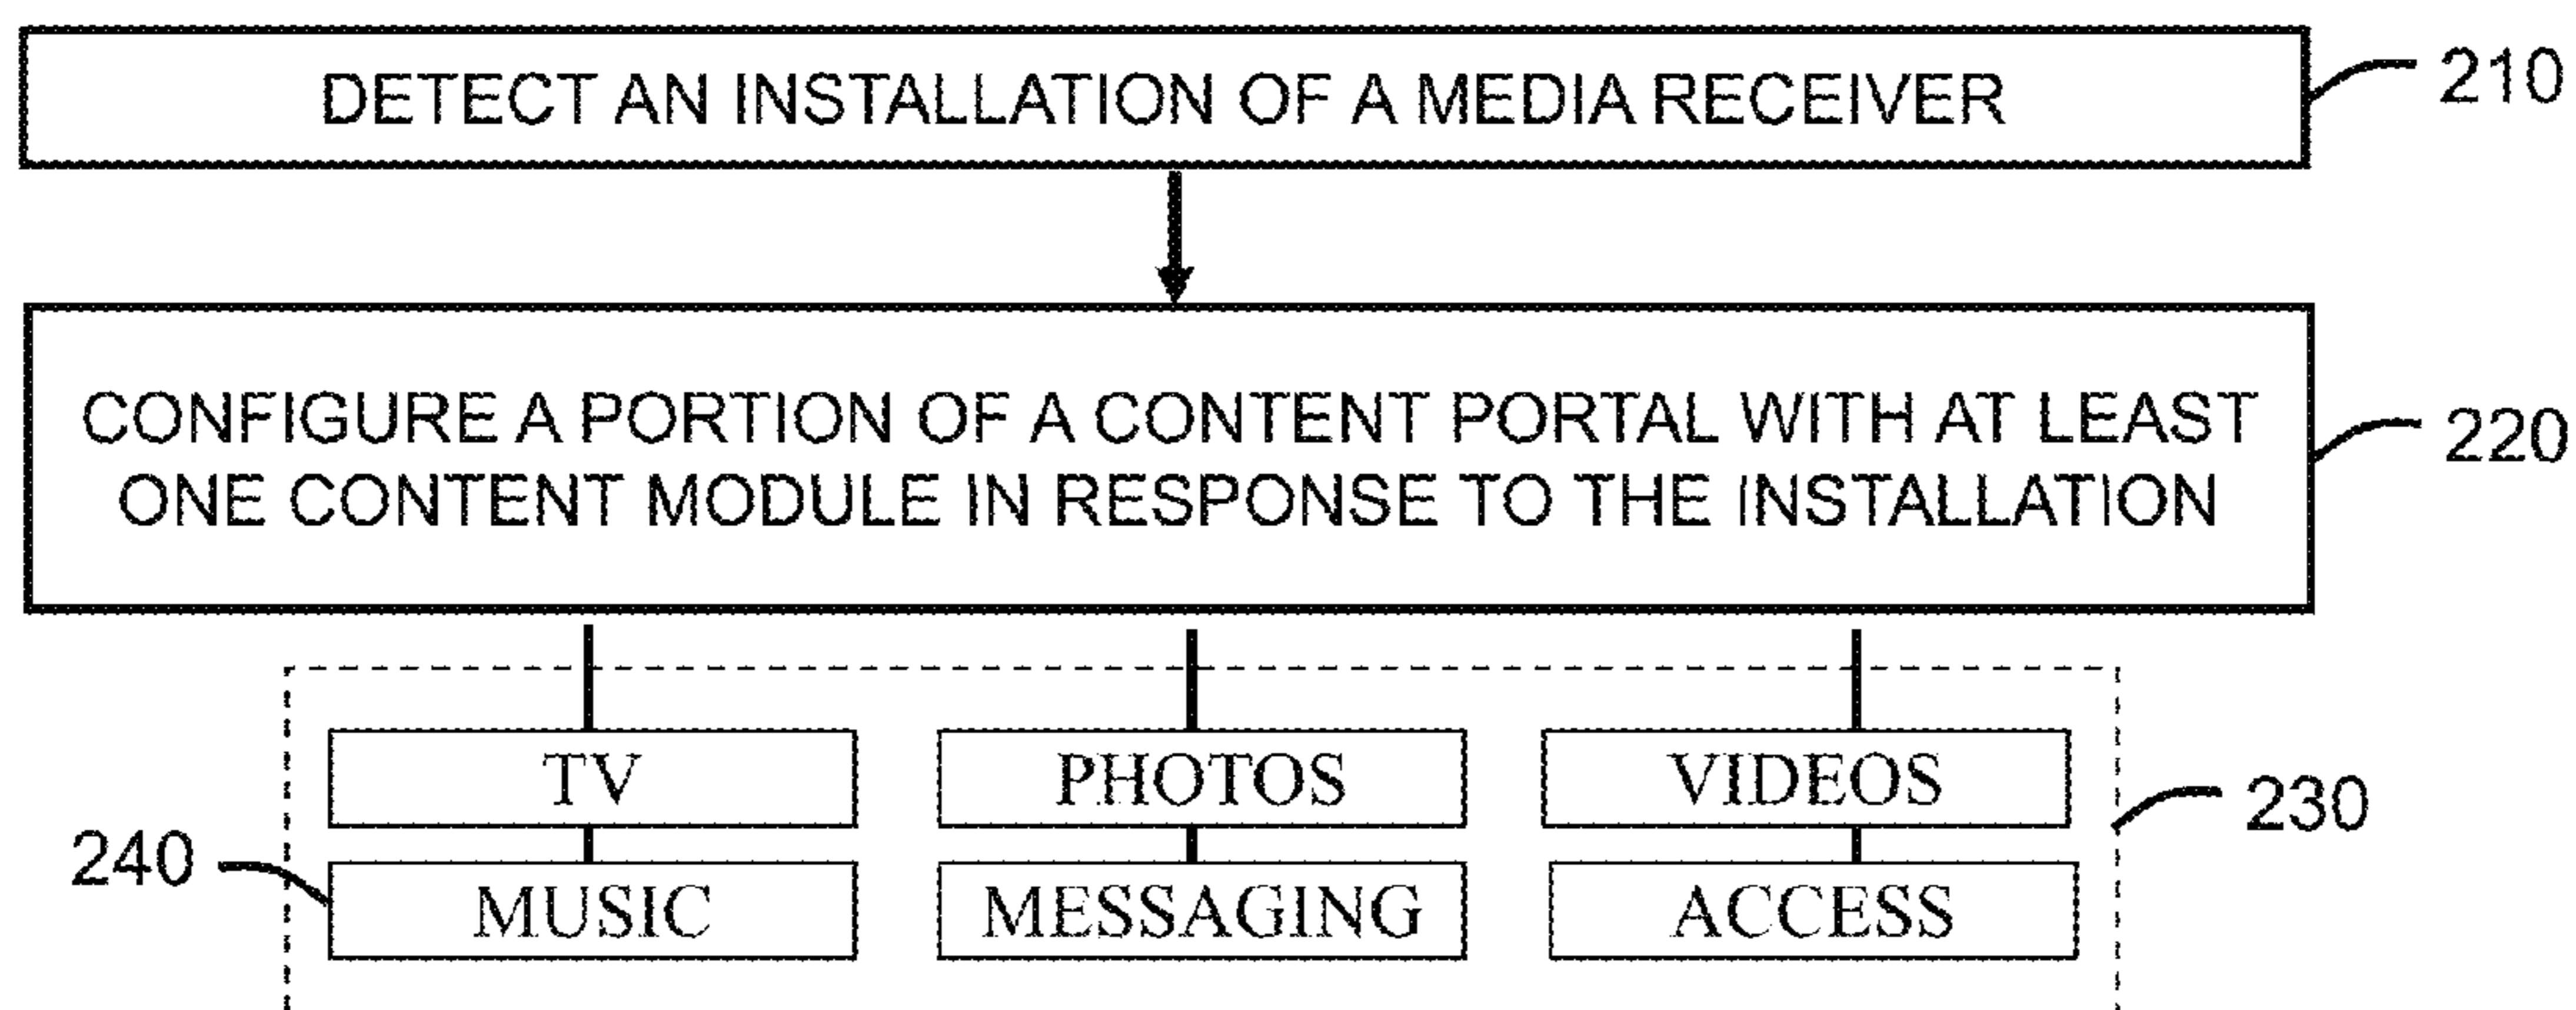 DETECT AN INSTALLATION OF A MEDIA RECEIVER
210
CONFIGURE A PORTION OF A CONTENT PORTAL WITH AT LEAST
ONE CONTENT MODULE IN RESPONSE TO THE INSTALLATION
220
TV
PHOTOS
VIDEOS
230
240
MUSIC
MESSAGING
ACCESS